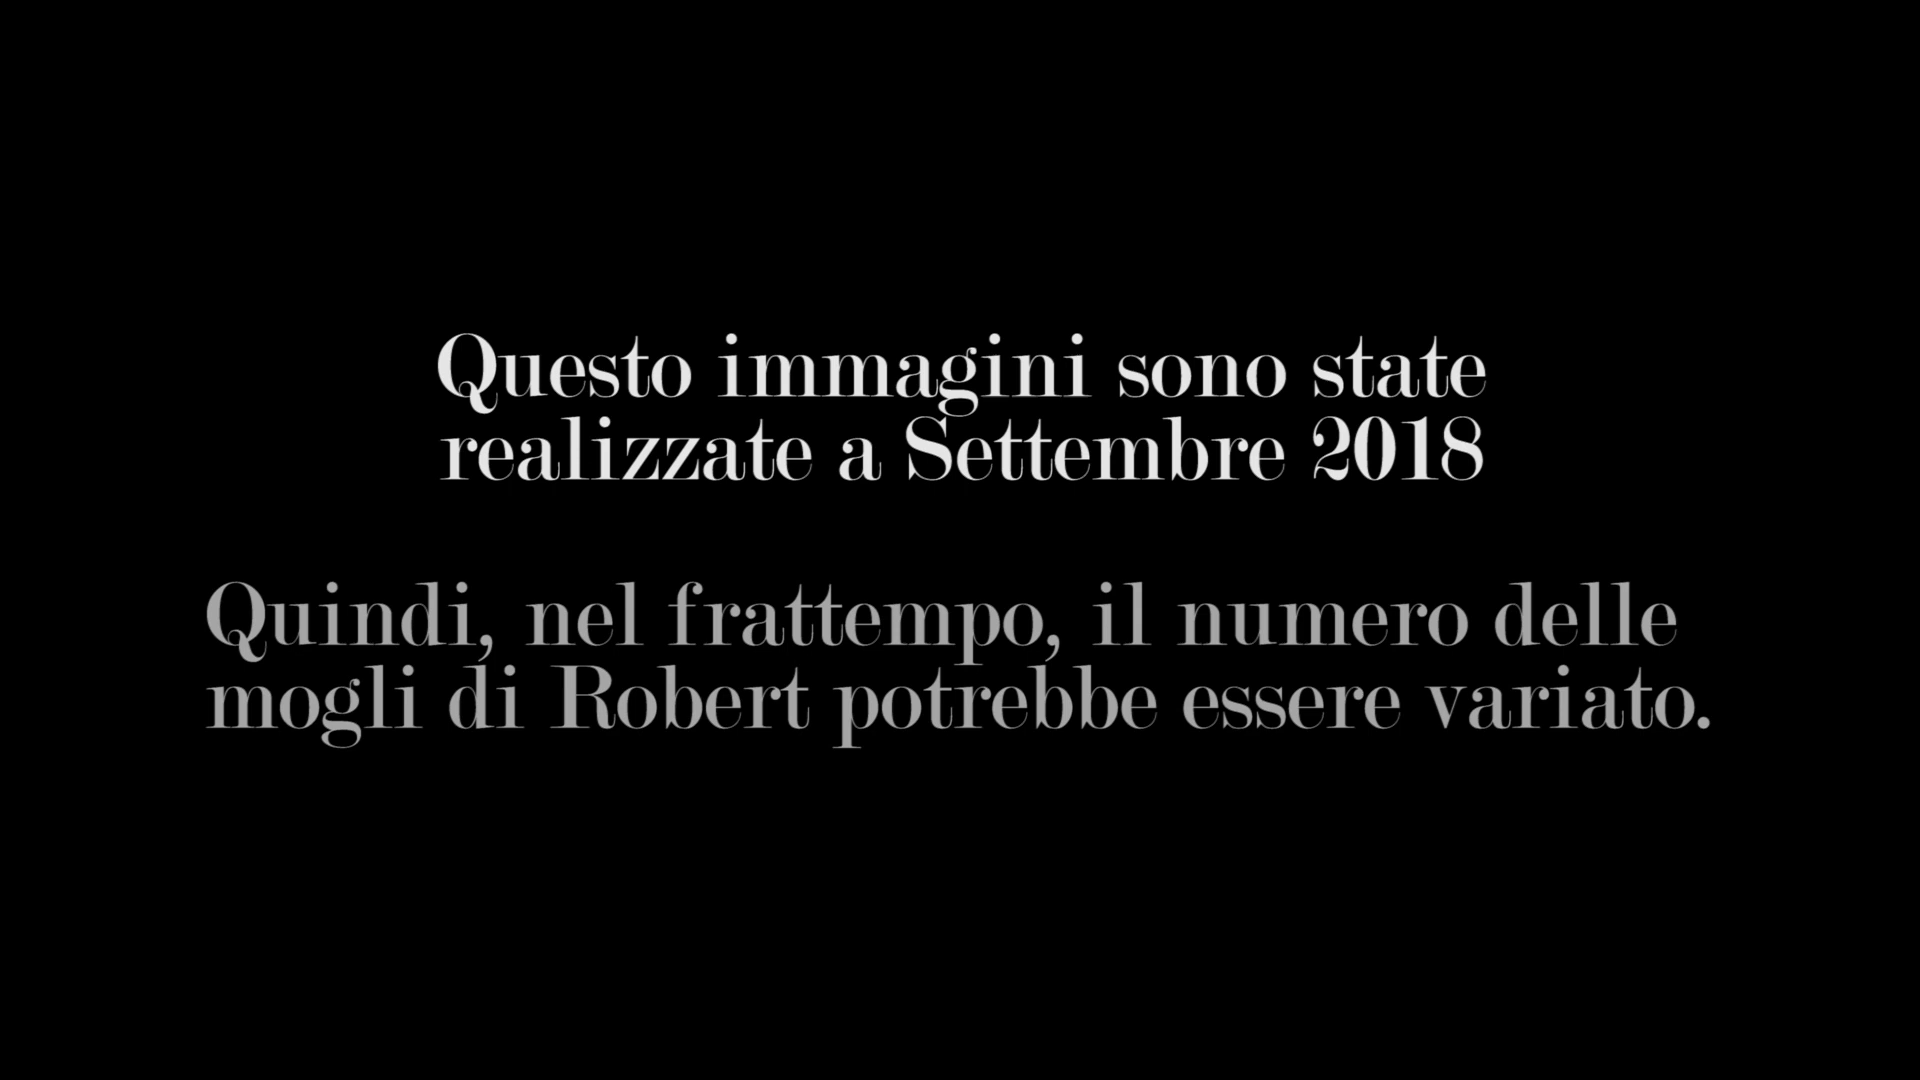 Questo immagini sono state
realizzate a Settembre 2018
Quindi, nel frattempo, il numero delle
mogli di Robert potrebbe essere variato.